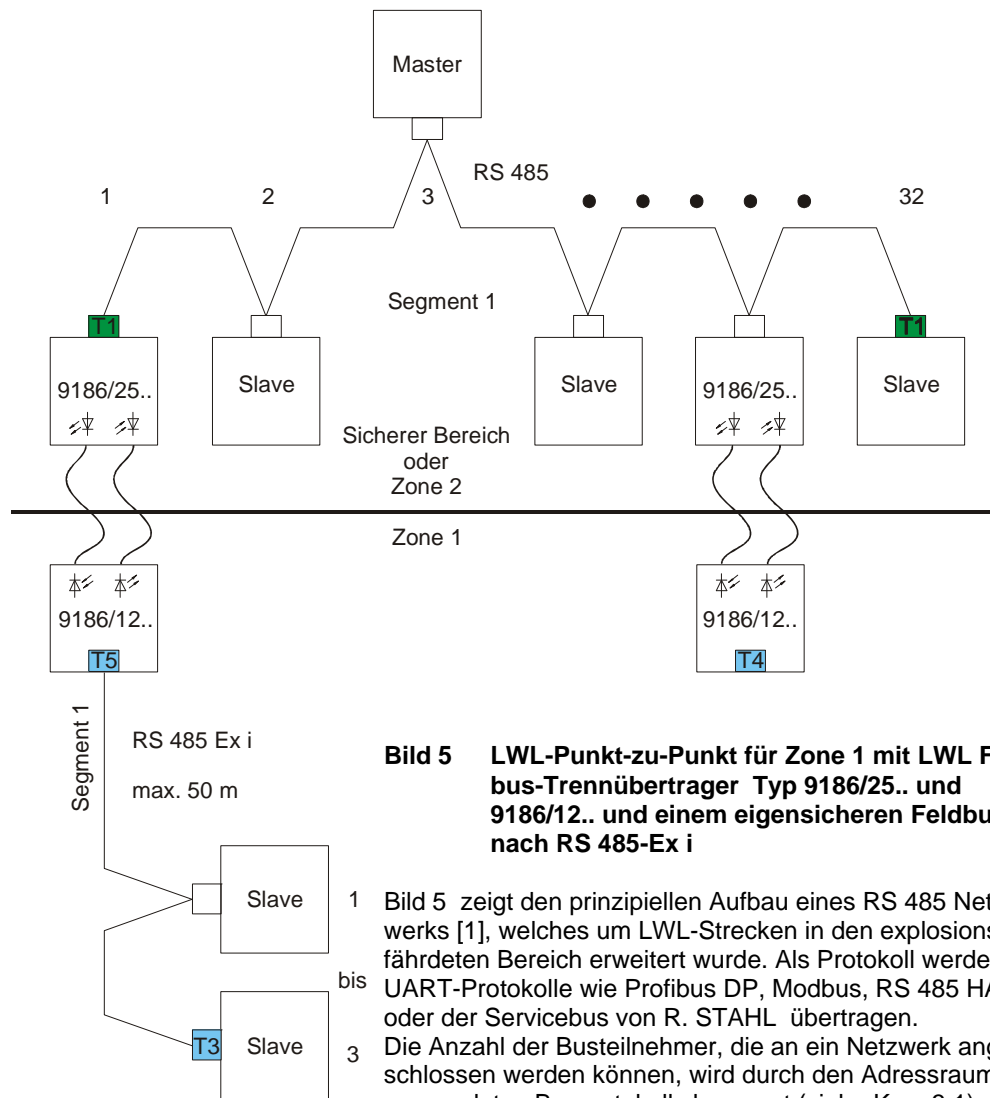 Master
RS 485
1 2 3 32
Segment 1
T1 T1
9186/25.. Slave Slave 9186/25.. Slave
Sicherer Bereich
oder
Zone 2
Zone 1
9186/12.. 9186/12..
T5 T4
Segment 1
RS 485 Ex i
max. 50 m
Bild 5 LWL-Punkt-zu-Punkt für Zone 1 mit LWL
bus-Trennübertrager Typ 9186/25.. und
9186/12.. und einem eigensicheren
nach RS 485-Ex i
Slave 1
bis
T3 Slave 3
Bild 5 zeigt den prinzipiellen Aufbau eines RS 485
werks [1], welches um LWL-Strecken in den
fährdeten Bereich erweitert wurde. Als Protokoll
UART-Protokolle wie Profibus DP, Modbus, RS 485
oder der Servicebus von R. STAHL übertragen.
Die Anzahl der Busteilnehmer, die an ein Netzwerk
schlossen werden können, wird durch den Adressraum